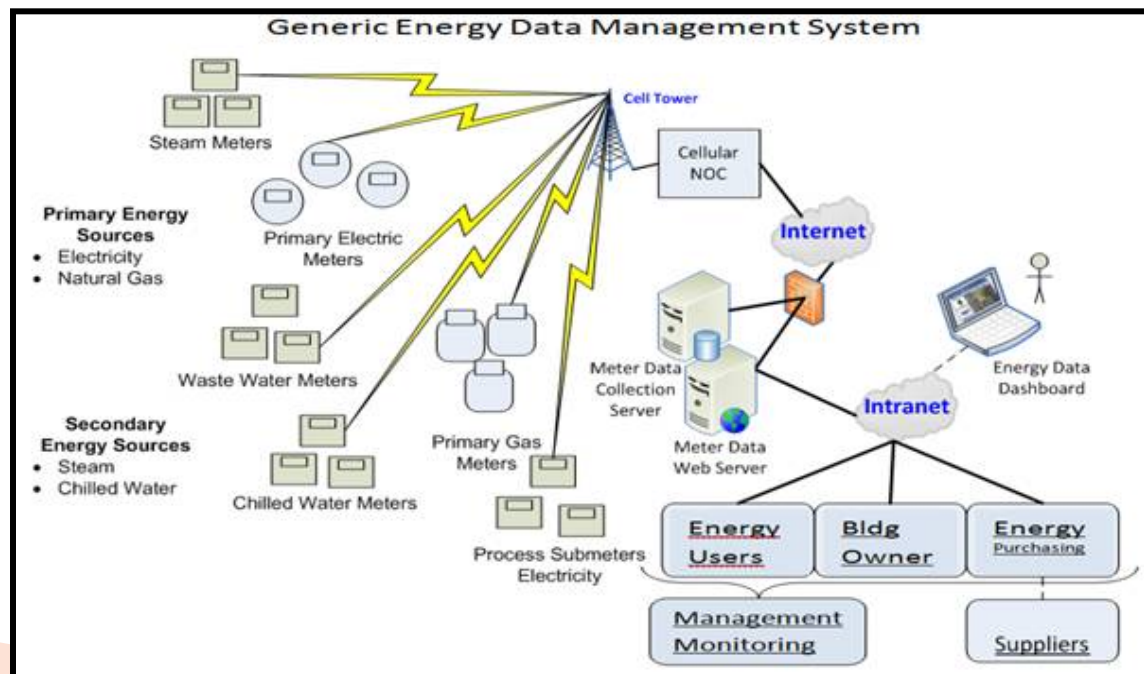 Generic Energy Data Management System
Cell Tower
Steam Meters
Cellular
NOC
Primary Energy
Sources
• Electricity
• Natural Gas
Primary Electric
Meters
Internet
Waste Water Meters
Meter Data
Collection
Server
Energy Data
Dashboard
Intranet
Secondary
Energy Sources
• Steam
• Chilled Water
Primary Gas
Meters
Meter Data
Web Server
Chilled Water Meters
Process Submeters
Electricity
Energy
Users
Bldg
Owner
Energy
Purchasing
Management
Monitoring
Suppliers